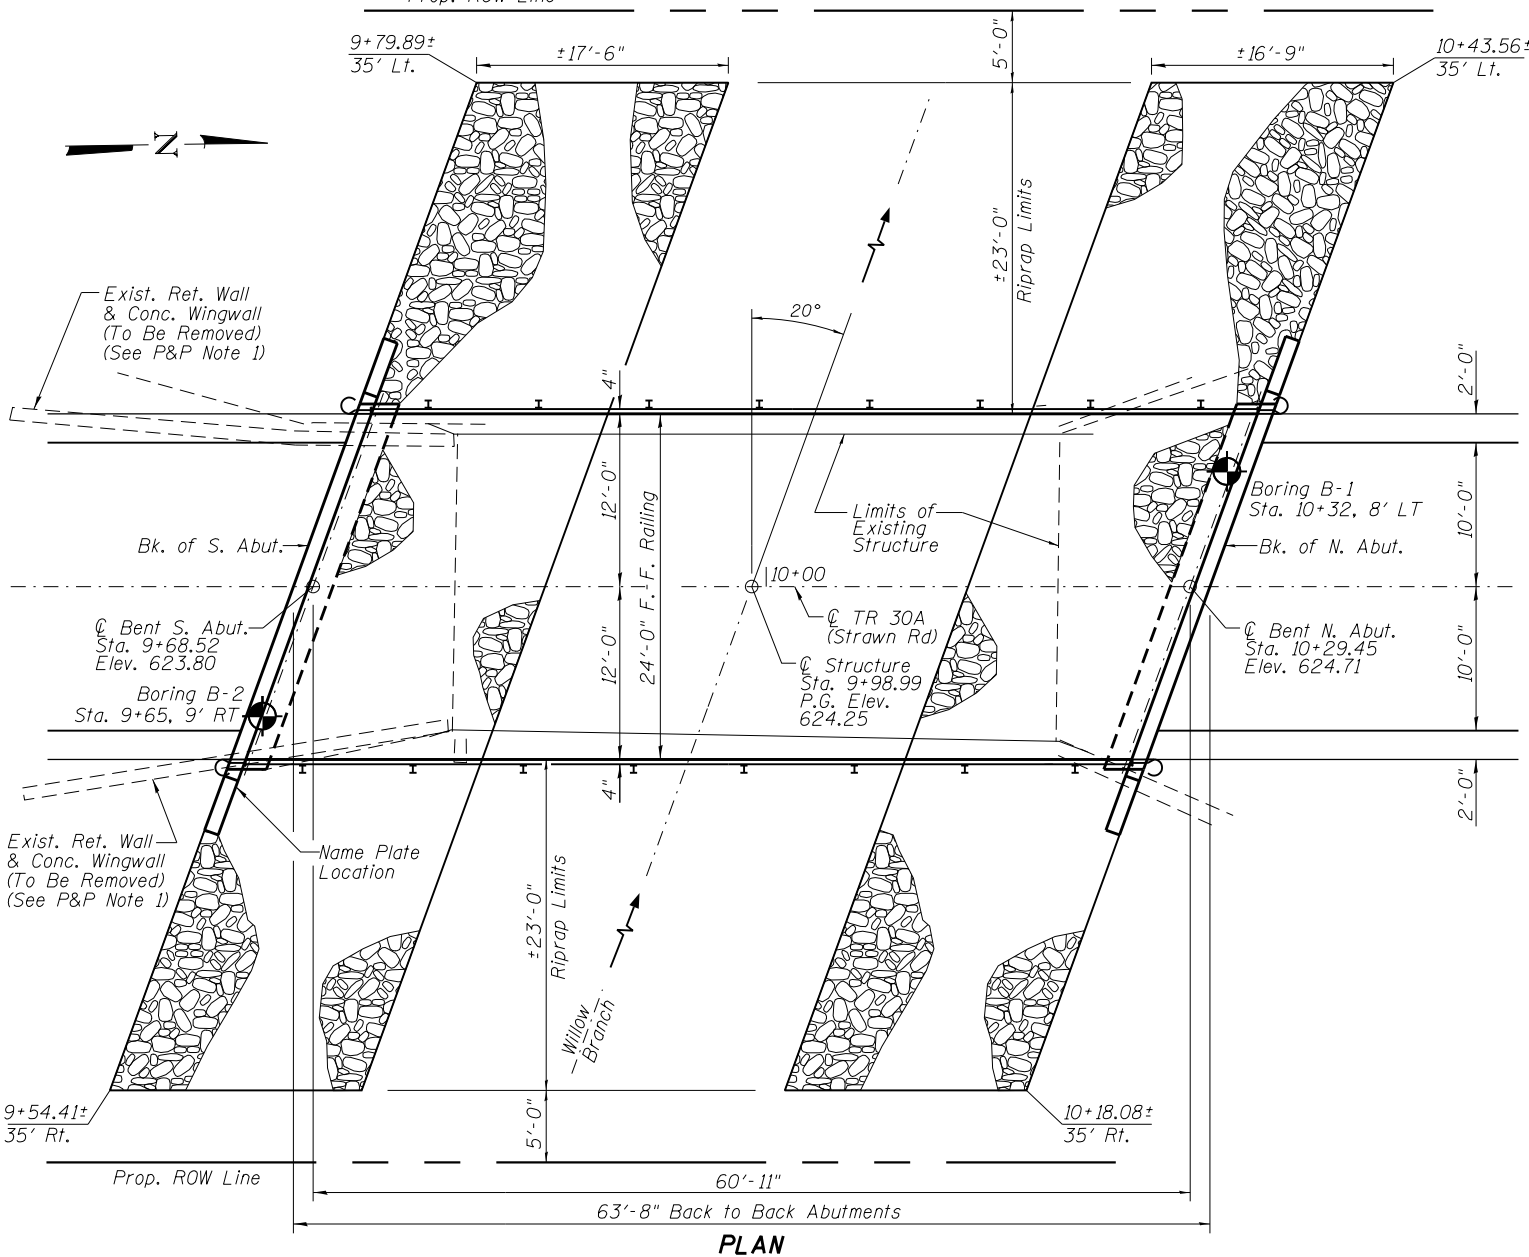 Prop. ROW Line
9+79.89±
35' Lt.
±17'-6"
5'-0"
±16'-9"
10+43.56±
35' Lt.
N
±23'-0"
Riprap Limits
Exist. Ret. Wall
& Conc. Wingwall
(To Be Removed)
(See P&P Note 1)
20°
4"
2'-0"
12'-0"
24'-0" F. - F. Railing
10'-0"
Boring B-1
Sta. 10+32, 8' LT
Limits of
Existing
Structure
Bk. of S. Abut.
Bk. of N. Abut.
10+00
℄ TR 30A
(Strawn Rd)
℄ Bent S. Abut.
Sta. 9+68.52
Elev. 623.80
℄ Structure
Sta. 9+98.99
P.G. Elev.
624.25
℄ Bent N. Abut.
Sta. 10+29.45
Elev. 624.71
12'-0"
10'-0"
Boring B-2
Sta. 9+65, 9' RT
4"
2'-0"
Exist. Ret. Wall
& Conc. Wingwall
(To Be Removed)
(See P&P Note 1)
Name Plate
Location
±23'-0"
Riprap Limits
Willow
Branch
9+54.41±
35' Rt.
5'-0"
10+18.08±
35' Rt.
Prop. ROW Line
60'-11"
63'-8" Back to Back Abutments
PLAN